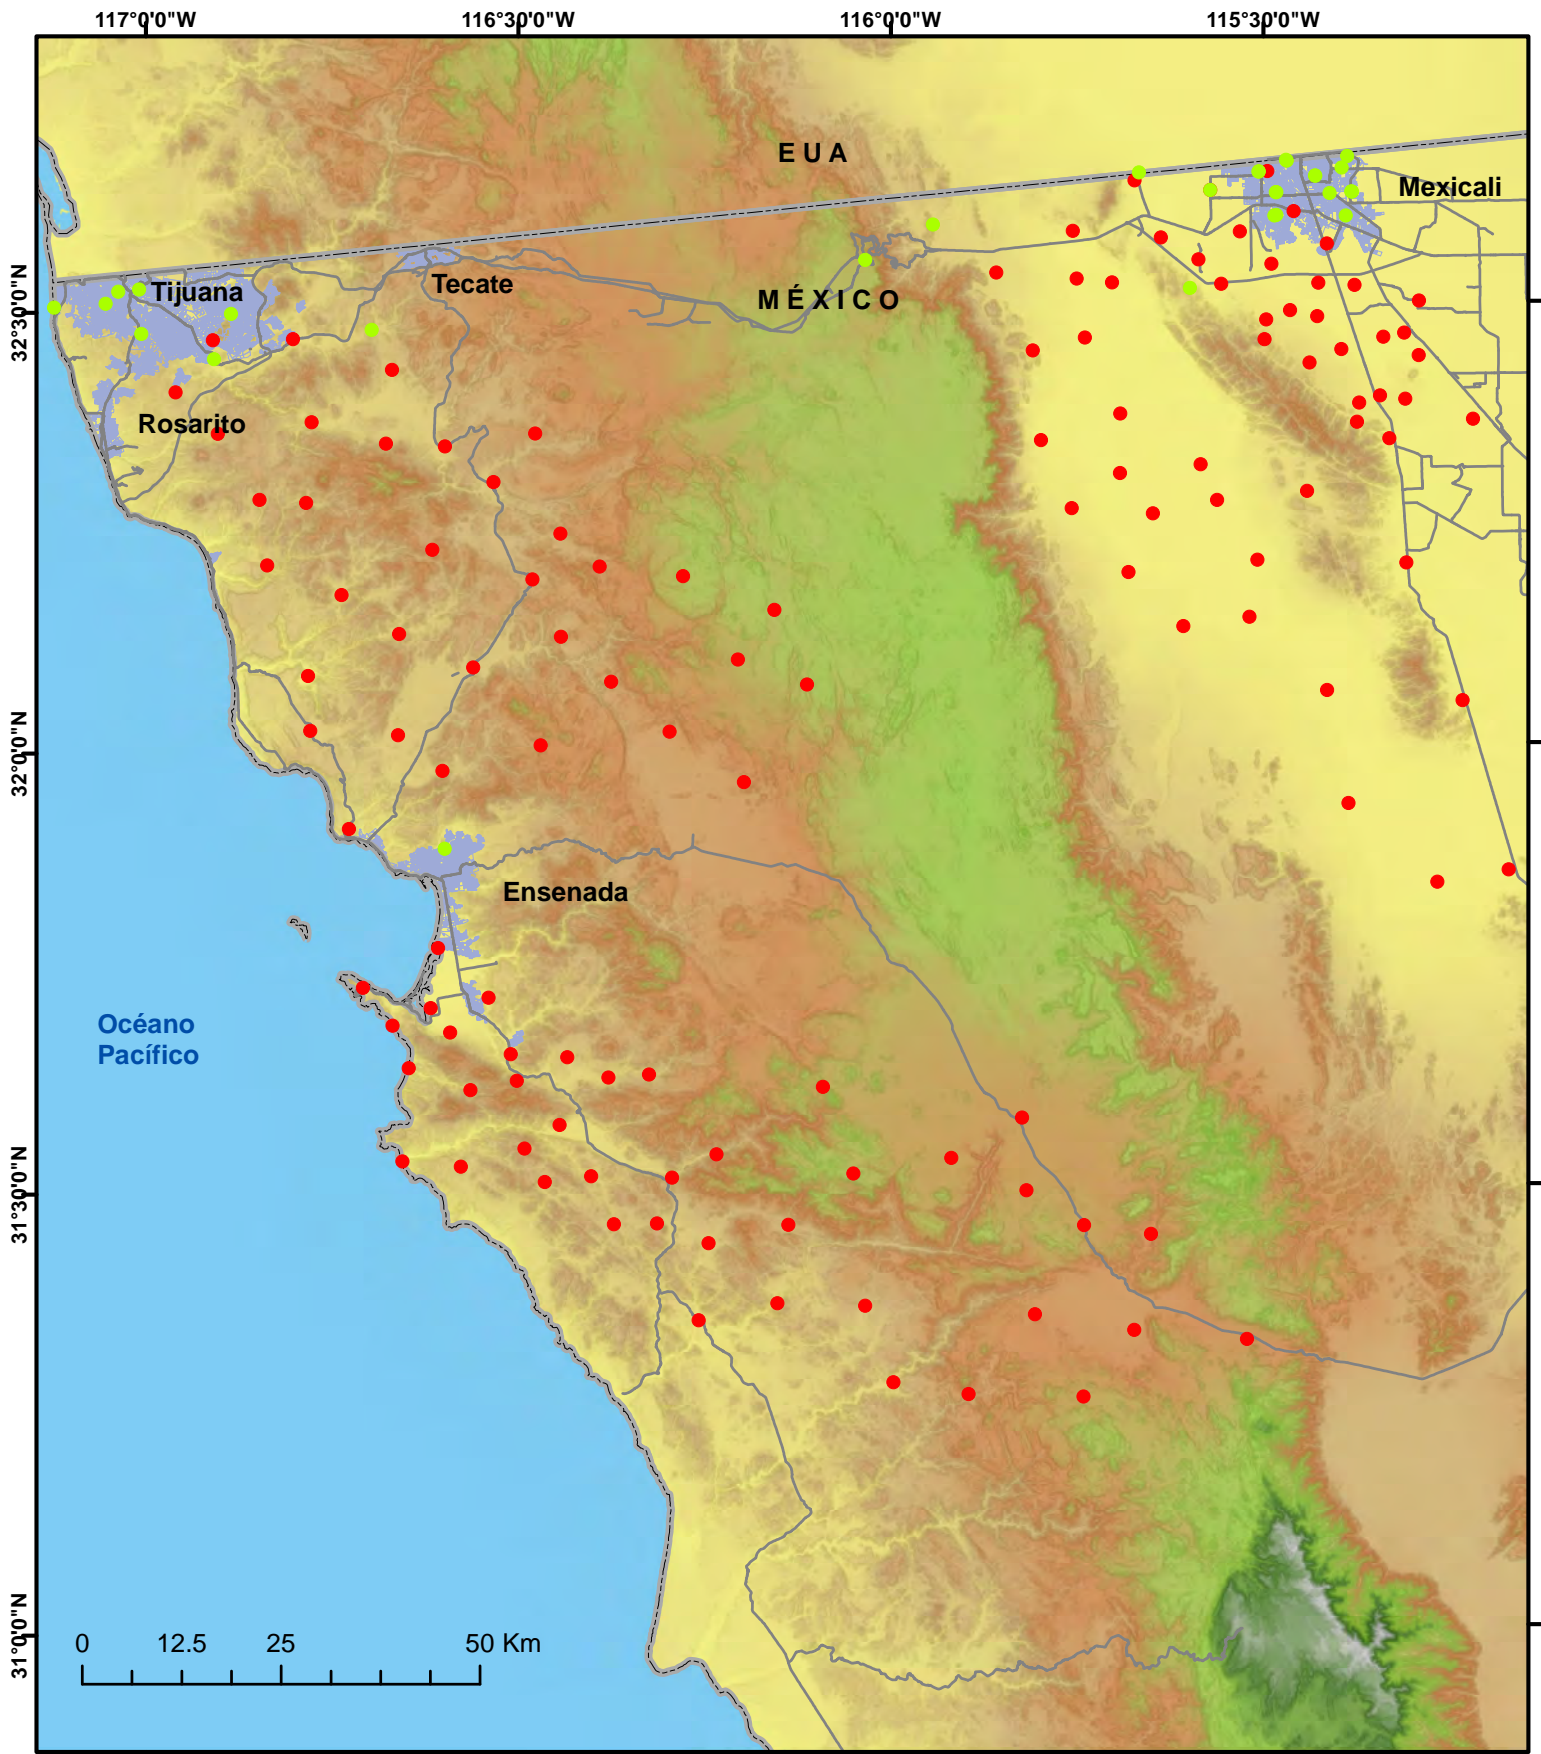 117°0'0"W 116°30'0"W 116°0'0"W 115°30'0"W
E U A
Mexicali
Tecate
Tijuana
M É X I C O
32°30'0"N
Rosarito
32°0'0"N
Ensenada
Océano
Pacífico
31°30'0"N
31°0'0"N
0 12.5 25 50 Km